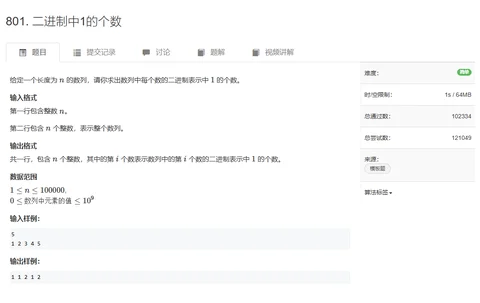 801. 二进制中1的个数
题目
提交记录
讨论
题解
视频讲解
给定一个长度为 n 的数列，请你求出数列中每个数的二进制表示中 1 的个数。
输入格式
第一行包含整数 n。
第二行包含 n 个整数，表示整个数列。
输出格式
共一行，包含 n 个整数，其中的第 i 个数表示数列中的第 i 个数的二进制表示中 1 的个数。
数据范围
1 ≤ n ≤ 100000,
0 ≤ 数列中元素的值 ≤ 10⁹
输入样例：
5
1 2 3 4 5
输出样例：
1 1 2 1 2
难度： 简单
时/空限制： 1s / 64MB
总通过数： 102334
总尝试数： 121049
来源：
模板题
算法标签